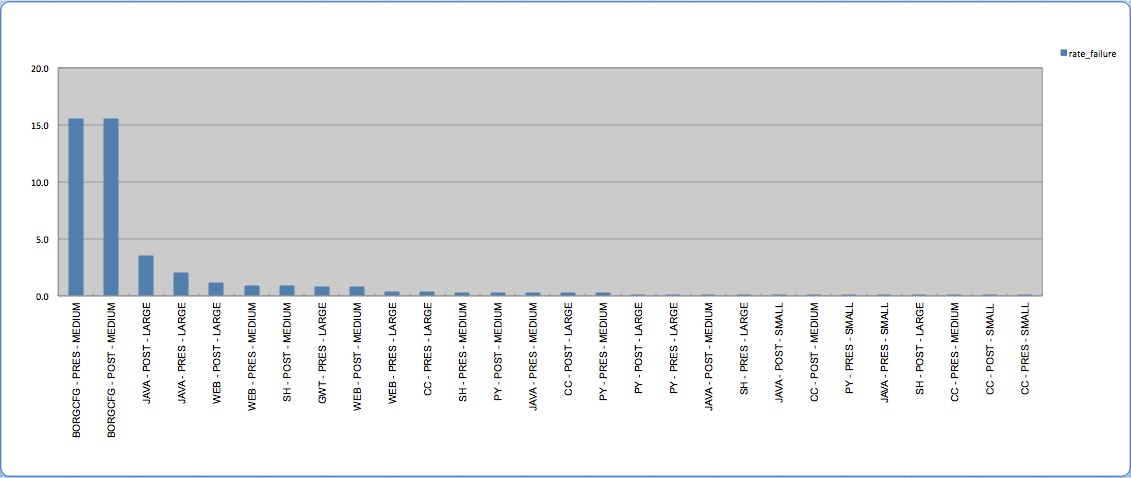 rate_failure
20.0
15.0
10.0
5.0
0.0
BORGCFG - PRES - MEDIUM
BORGCFG - POST - MEDIUM
JAVA - POST - LARGE
JAVA - PRES - LARGE
WEB - POST - LARGE
WEB - PRES - MEDIUM
SH - POST - MEDIUM
GWT - PRES - LARGE
WEB - POST - MEDIUM
WEB - PRES - LARGE
CC - PRES - LARGE
SH - PRES - MEDIUM
PY - POST - MEDIUM
JAVA - PRES - MEDIUM
CC - POST - LARGE
PY - PRES - MEDIUM
PY - POST - LARGE
PY - PRES - LARGE
JAVA - POST - MEDIUM
SH - PRES - LARGE
JAVA - POST - SMALL
CC - POST - MEDIUM
PY - PRES - SMALL
JAVA - PRES - SMALL
SH - POST - LARGE
CC - PRES - MEDIUM
CC - POST - SMALL
CC - PRES - SMALL